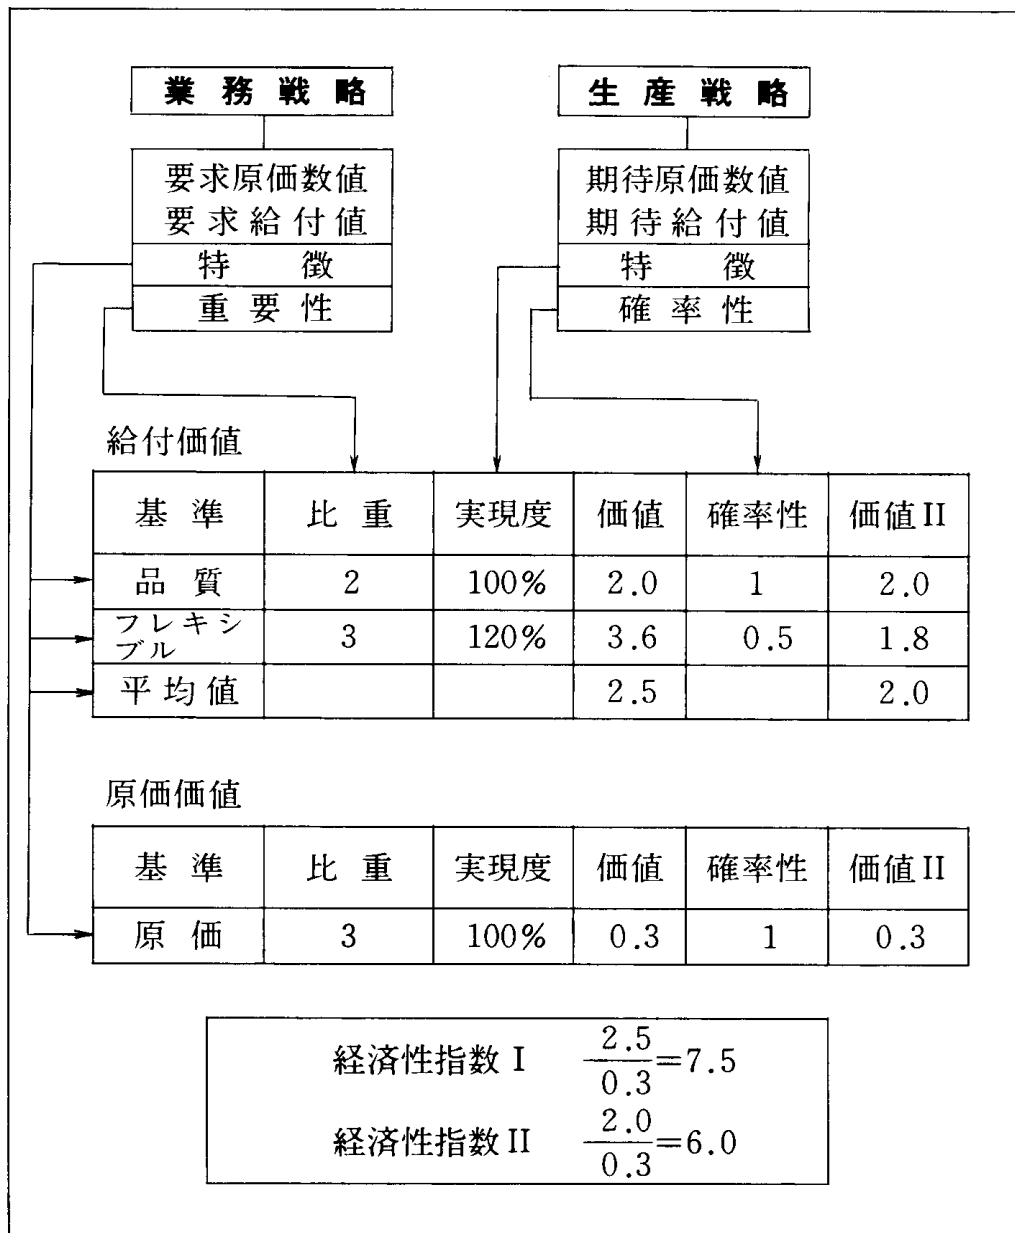 業務戦略
生産戦略
要求原価数値
要求給付値
特徴
重要性
期待原価数値
期待給付値
特徴
確率性
給付価値
基準 比重 実現度 価値 確率性 価値II
品質 2 100% 2.0 1 2.0
フレキシ
ブル 3 120% 3.6 0.5 1.8
平均値 2.5 2.0
原価価値
基準 比重 実現度 価値 確率性 価値II
原価 3 100% 0.3 1 0.3
経済性指数 I 2.5/0.3=7.5
経済性指数 II 2.0/0.3=6.0